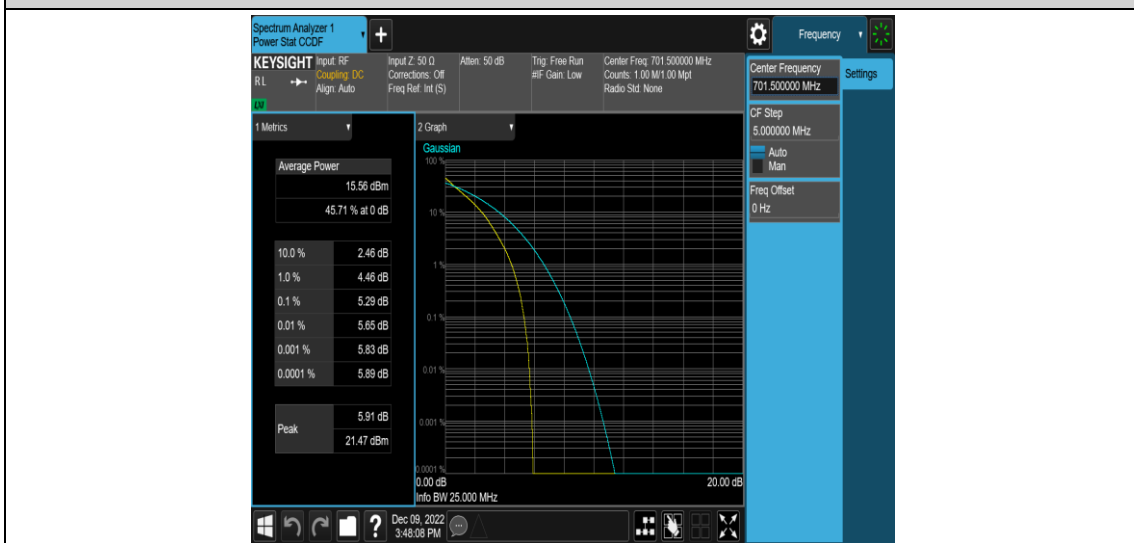 Spectrum Analyzer 1
Power Stat CCDF
+
Frequency
KEYSIGHT
RL
LXI
Input: RF
Coupling: DC
Align: Auto
Input Z: 50 Ω
Corrections: Off
Freq Ref: Int (S)
Atten: 50 dB
Trig: Free Run
#IF Gain: Low
Center Freq: 701.500000 MHz
Counts: 1.00 M/1.00 Mpt
Radio Std: None
Center Frequency
701.500000 MHz
Settings
CF Step
5.000000 MHz
Auto
Man
Freq Offset
0 Hz
1 Metrics
Average Power
15.56 dBm
45.71 % at 0 dB
10.0 % 2.46 dB
1.0 % 4.46 dB
0.1 % 5.29 dB
0.01 % 5.65 dB
0.001 % 5.83 dB
0.0001 % 5.89 dB
Peak
5.91 dB
21.47 dBm
2 Graph
Gaussian
100 %
10 %
1 %
0.1 %
0.01 %
0.001 %
0.0001 %
0.00 dB 20.00 dB
Info BW 25.000 MHz
?
Dec 09, 2022
3:48:08 PM